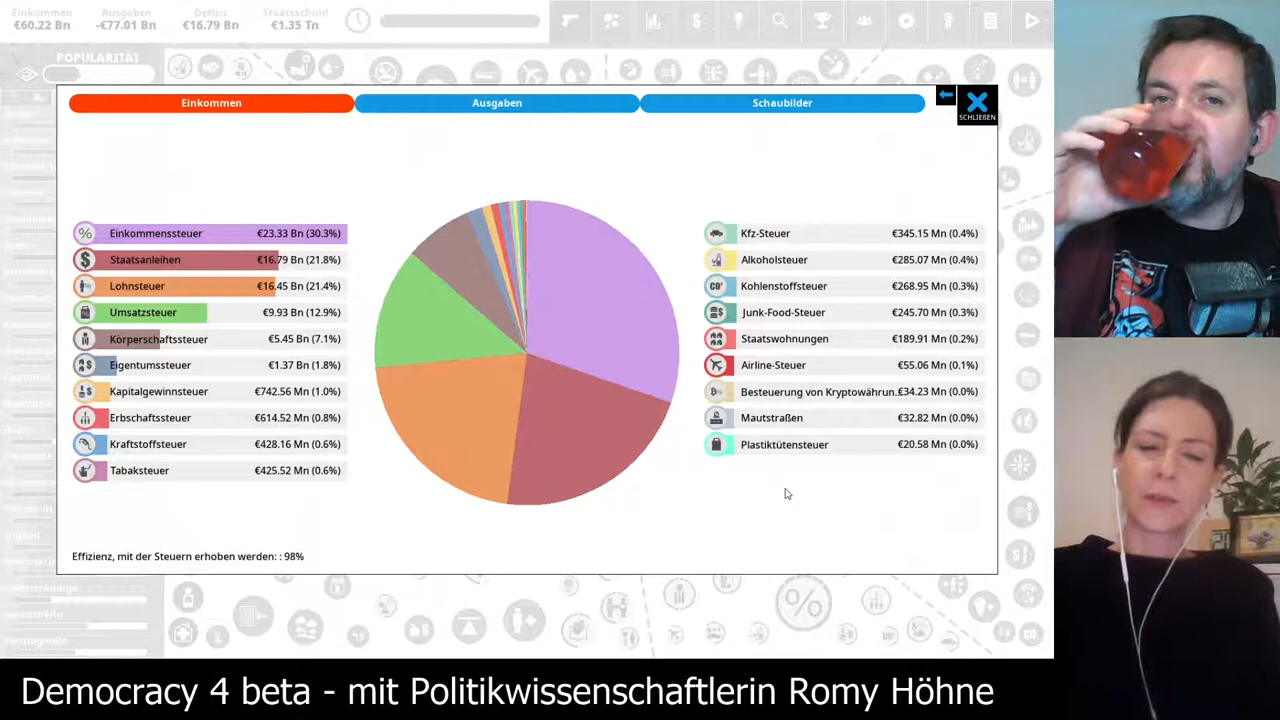 Einkommen Ausgaben Defizic Staatsschuld
€60.22 Bn -€77.01 Bn €16.79 Bn €1.35 Tn
POPULARITÄT
Einkommen Ausgaben Schaubilder
SCHLIEẞEN
Einkommenssteuer €23.33 Bn (30.3%)
Staatsanleihen €16.79 Bn (21.8%)
Lohnsteuer €16.45 Bn (21.4%)
Umsatzsteuer €9.93 Bn (12.9%)
Körperschaftssteuer €5.45 Bn (7.1%)
Eigentumssteuer €1.37 Bn (1.8%)
Kapitalgewinnsteuer €742.56 Mn (1.0%)
Erbschaftssteuer €614.52 Mn (0.8%)
Kraftstoffsteuer €428.16 Mn (0.6%)
Tabaksteuer €425.52 Mn (0.6%)
Kfz-Steuer €345.15 Mn (0.4%)
Alkoholsteuer €285.07 Mn (0.4%)
Kohlenstoffsteuer €268.95 Mn (0.3%)
Junk-Food-Steuer €245.70 Mn (0.3%)
Staatswohnungen €189.91 Mn (0.2%)
Airline-Steuer €55.06 Mn (0.1%)
Besteuerung von Kryptowährun. €34.23 Mn (0.0%)
Mautstraßen €32.82 Mn (0.0%)
Plastiktütensteuer €20.58 Mn (0.0%)
Effizienz, mit der Steuern erhoben werden: : 98%
Democracy 4 beta - mit Politikwissenschaftlerin Romy Höhne